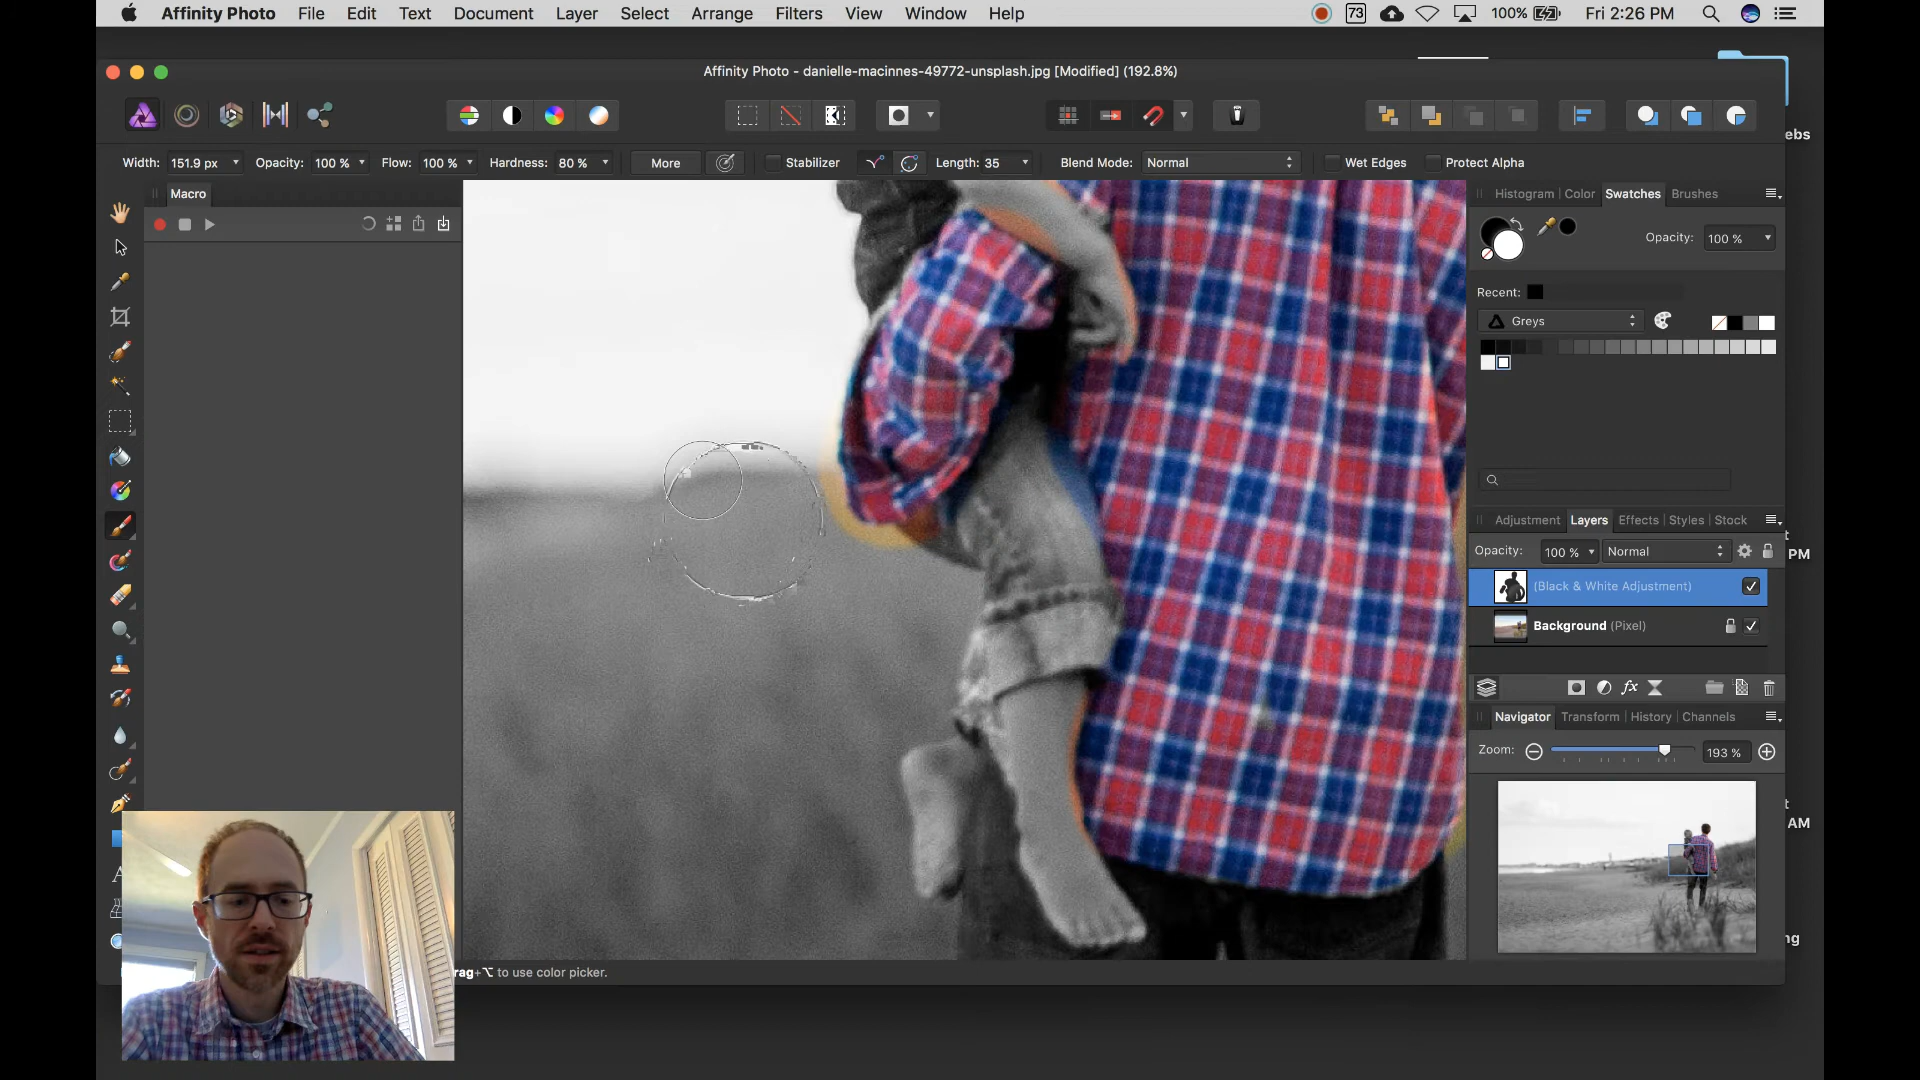 Affinity Photo File Edit Text Document Layer Select Arrange Filters View Window Help 73 100% Fri 2:26 PM
Affinity Photo - danielle-macinnes-49772-unsplash.jpg [Modified] (192.8%)
ebs
Width: 151.9 px Opacity: 100 % Flow: 100 % Hardness: 80 % More Stabilizer Length: 35 Blend Mode: Normal Wet Edges Protect Alpha
Macro
Histogram Color Swatches Brushes
Opacity: 100 %
Recent:
Greys
Adjustment Layers Effects Styles Stock
Opacity: 100 % Normal
t
PM
(Black & White Adjustment)
Background (Pixel)
fx
Navigator Transform History Channels
Zoom: 193 %
t
AM
A
ng
rag+⌥ to use color picker.